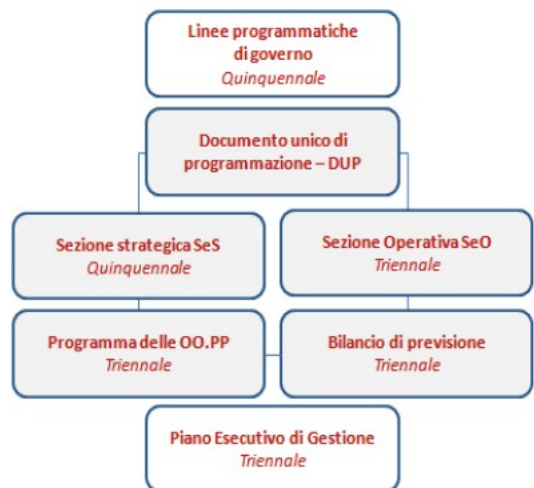 Linee programmatiche
di governo
Quinquennale
Documento unico di
programmazione – DUP
Sezione strategica SeS
Quinquennale
Sezione Operativa SeO
Triennale
Programma delle OO.PP
Triennale
Bilancio di previsione
Triennale
Piano Esecutivo di Gestione
Triennale